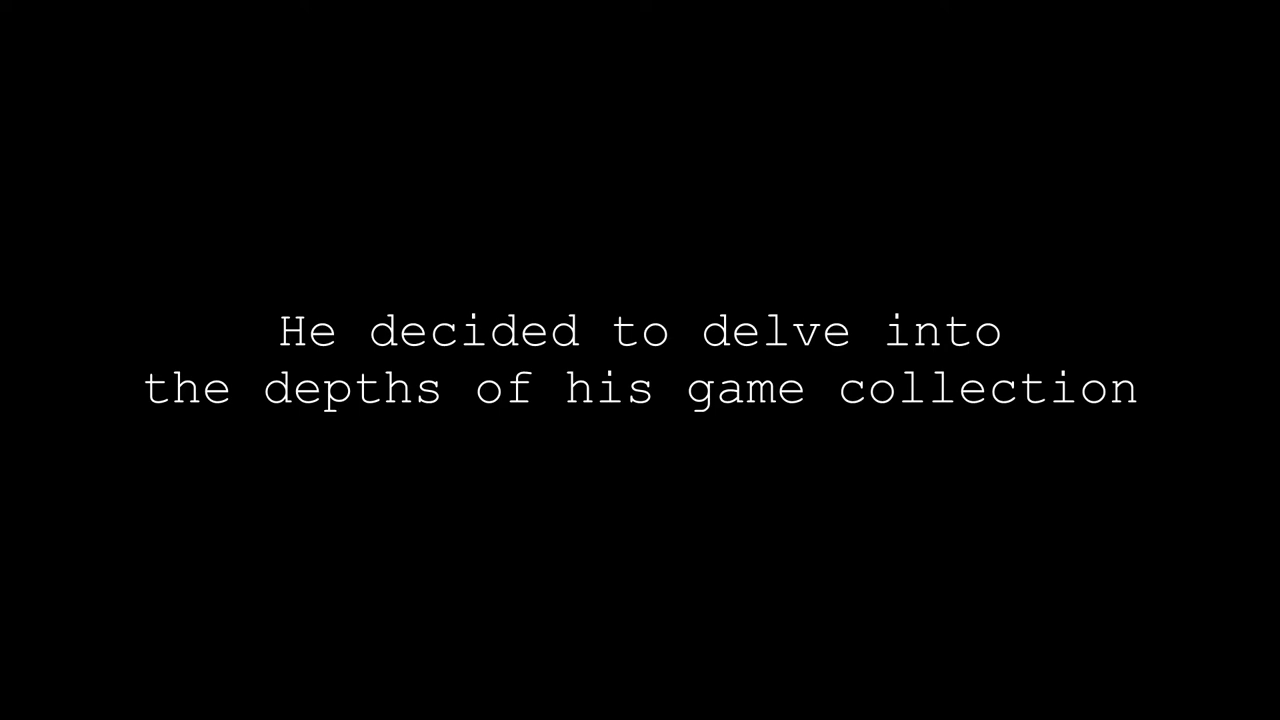 He decided to delve into
the depths of his game collection